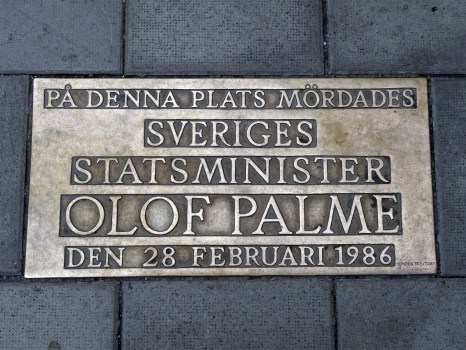 PÅ DENNA PLATS MÖRDADES
SVERIGES
STATSMINISTER
OLOF PALME
DEN 28 FEBRUARI 1986